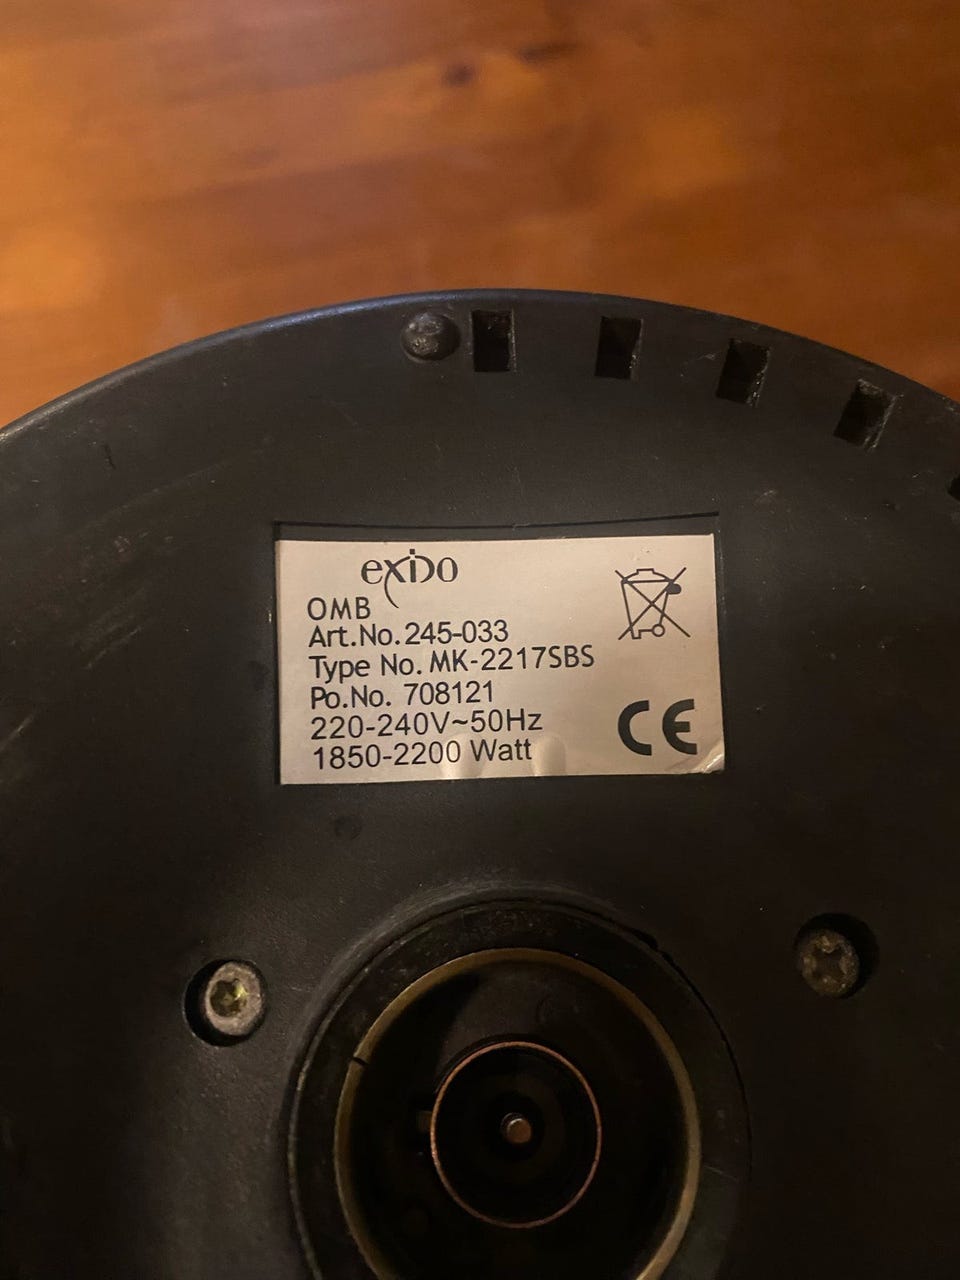 exido
OMB
Art.No.245-033
Type No. MK-2217SBS
Po.No. 708121
220-240V~50Hz
1850-2200 Watt
CE